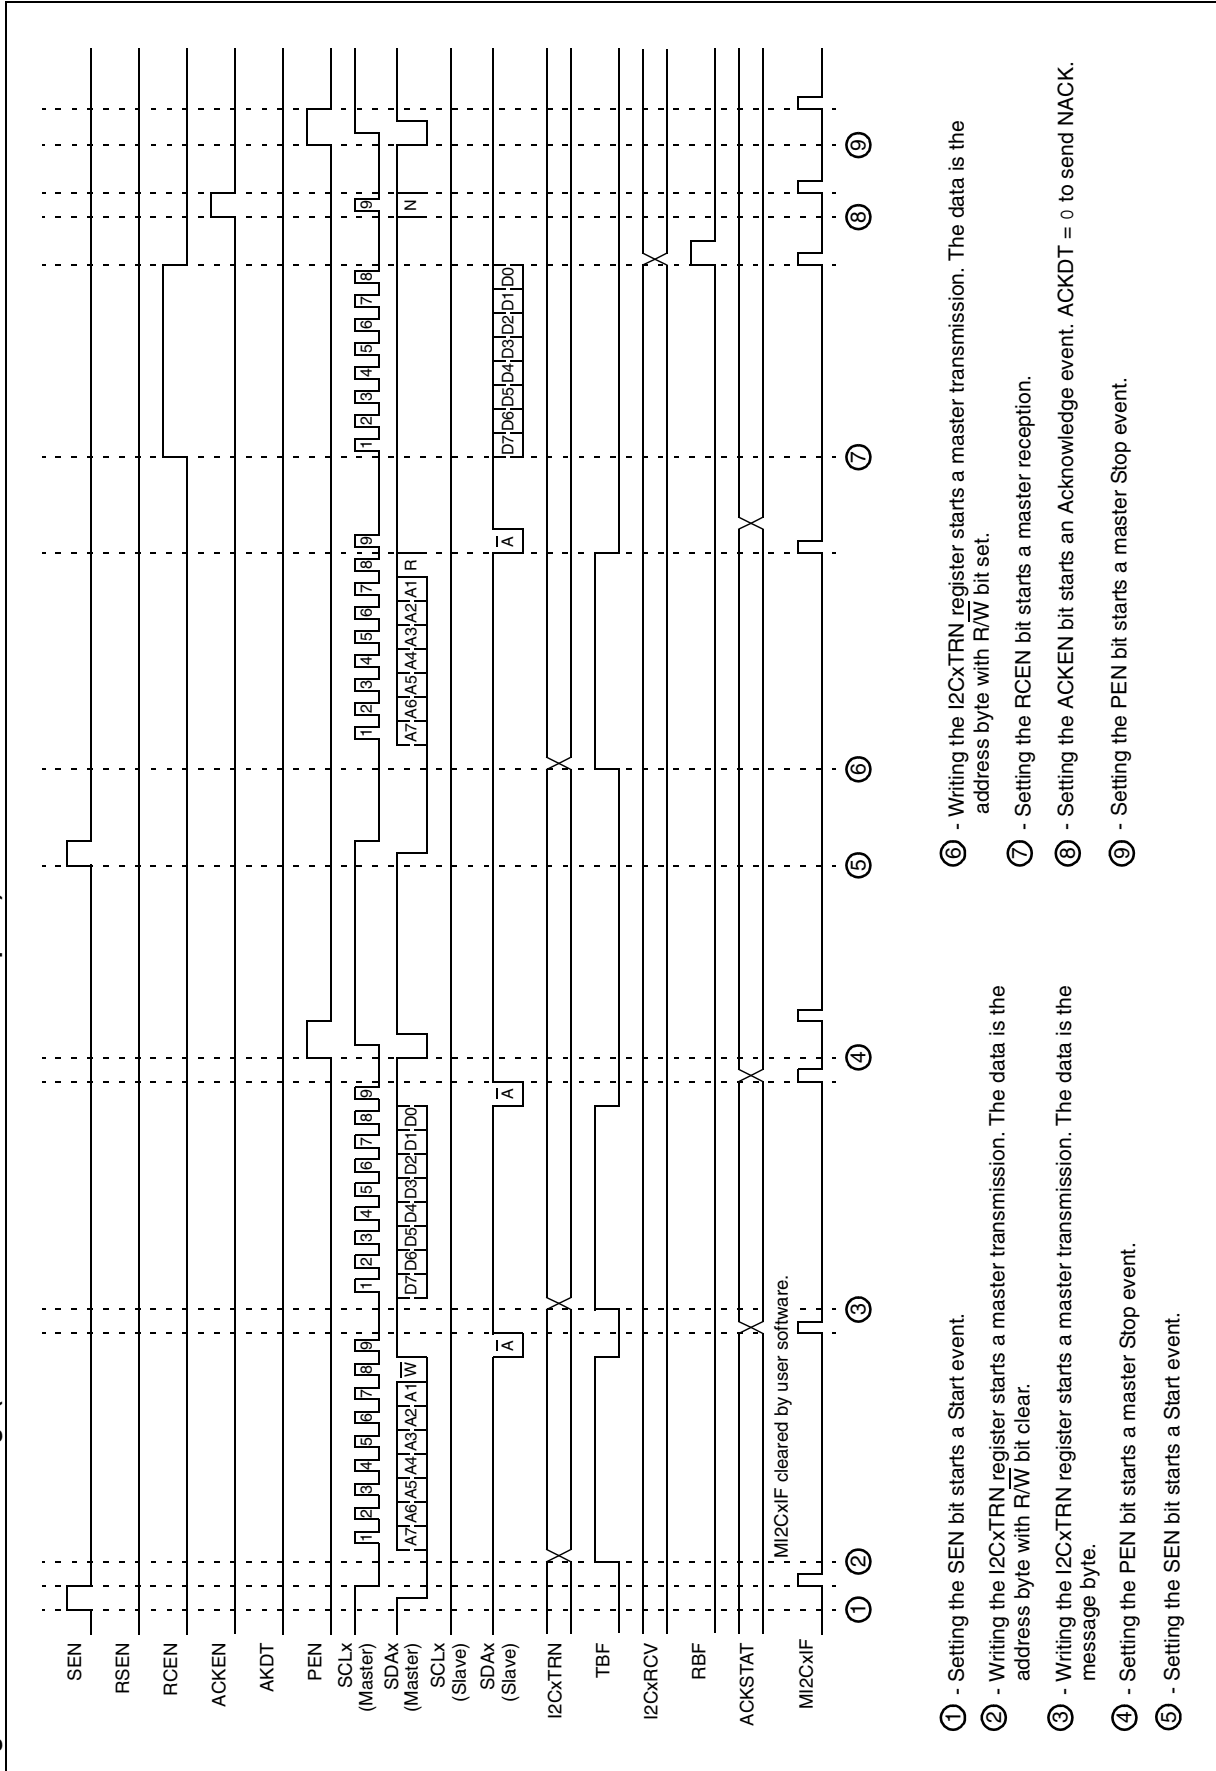 SEN
RSEN
RCEN
ACKEN
AKDT
PEN
SCLx
(Master)
1 2 3 4 5 6 7 8 9 1 2 3 4 5 6 7 8 9 1 2 3 4 5 6 7 8 9 1 2 3 4 5 6 7 8 9
SDAx
(Master)
A7 A6 A5 A4 A3 A2 A1 W̅ D7 D6 D5 D4 D3 D2 D1 D0 A7 A6 A5 A4 A3 A2 A1 R N
SCLx
(Slave)
SDAx
(Slave)
A̅ A̅ A̅ D7 D6 D5 D4 D3 D2 D1 D0
I2CxTRN
TBF
I2CxRCV
RBF
ACKSTAT
MI2CxIF cleared by user software.
MI2CxIF
① ② ③ ④ ⑤ ⑥ ⑦ ⑧ ⑨
① - Setting the SEN bit starts a Start event.
② - Writing the I2CxTRN register starts a master transmission. The data is the
address byte with R/W̅ bit clear.
③ - Writing the I2CxTRN register starts a master transmission. The data is the
message byte.
④ - Setting the PEN bit starts a master Stop event.
⑤ - Setting the SEN bit starts a Start event.
⑥ - Writing the I2CxTRN register starts a master transmission. The data is the
address byte with R/W̅ bit set.
⑦ - Setting the RCEN bit starts a master reception.
⑧ - Setting the ACKEN bit starts an Acknowledge event. ACKDT = 0 to send NACK.
⑨ - Setting the PEN bit starts a master Stop event.